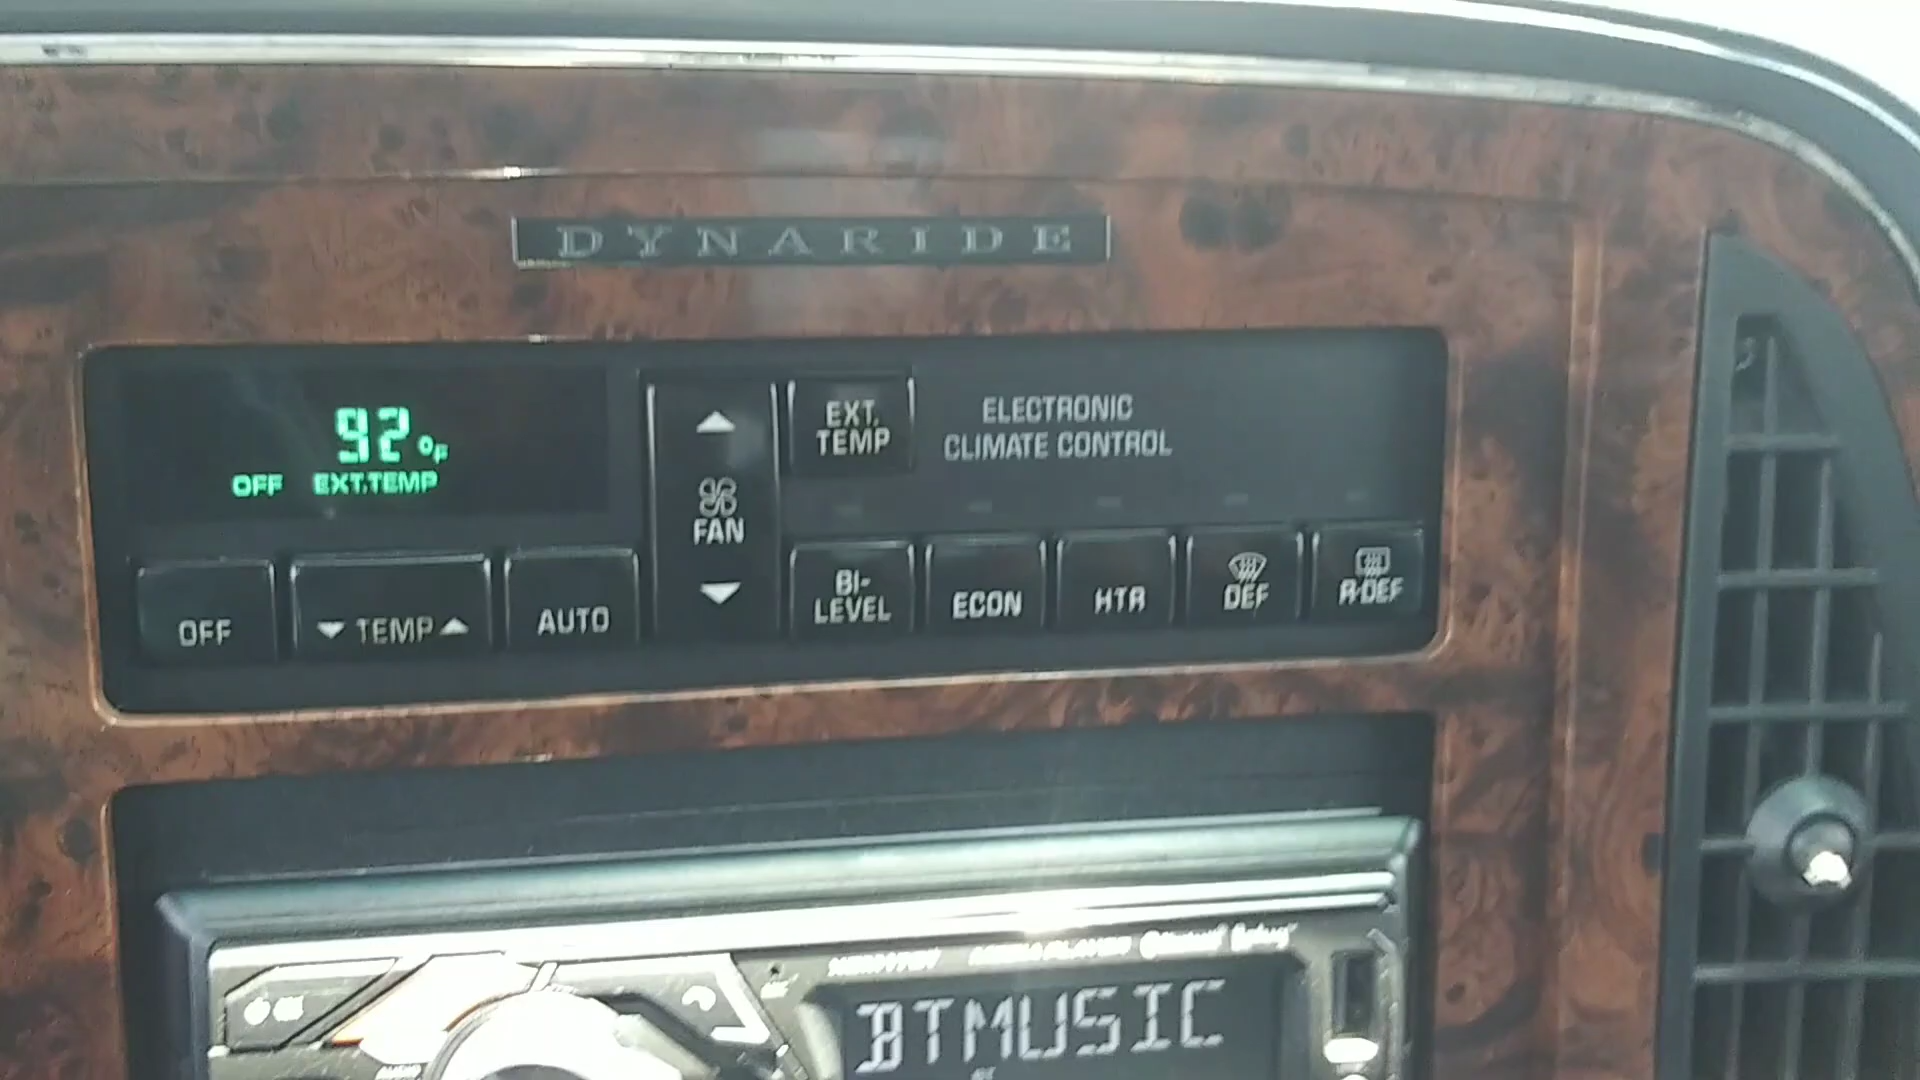 DYNARIDE
92°F
OFF EXT.TEMP
EXT.
TEMP
ELECTRONIC
CLIMATE CONTROL
FAN
OFF
TEMP
AUTO
BI-
LEVEL
ECON
HTR
DEF
R-DEF
BTMUSIC